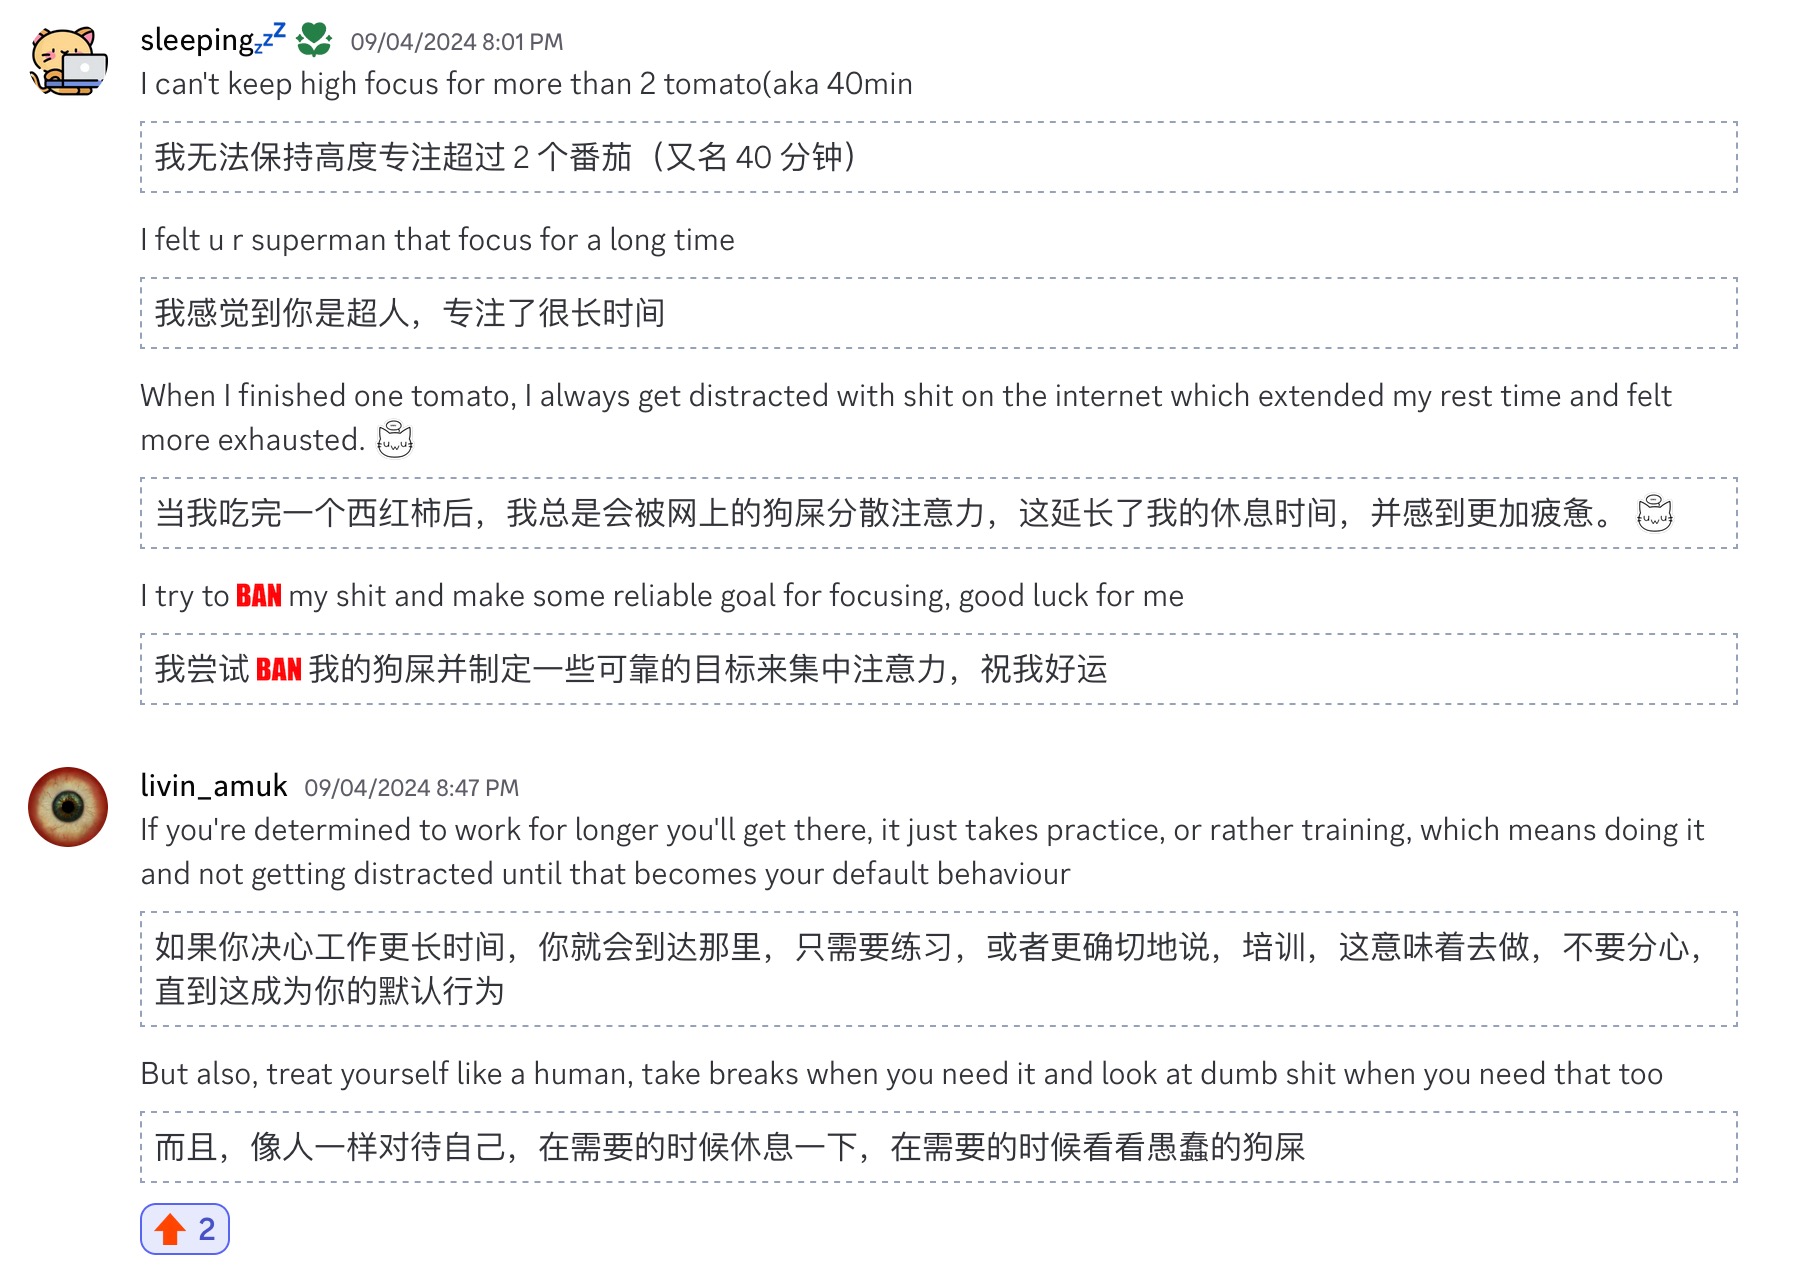 sleepingzzZ 09/04/2024 8:01 PM
I can't keep high focus for more than 2 tomato(aka 40min
我无法保持高度专注超过 2 个番茄（又名 40 分钟）
I felt u r superman that focus for a long time
我感觉到你是超人，专注了很长时间
When I finished one tomato, I always get distracted with shit on the internet which extended my rest time and felt
more exhausted. uwu
当我吃完一个西红柿后，我总是会被网上的狗屎分散注意力，这延长了我的休息时间，并感到更加疲惫。 uwu
I try to BAN my shit and make some reliable goal for focusing, good luck for me
我尝试 BAN 我的狗屎并制定一些可靠的目标来集中注意力，祝我好运
livin_amuk 09/04/2024 8:47 PM
If you're determined to work for longer you'll get there, it just takes practice, or rather training, which means doing it
and not getting distracted until that becomes your default behaviour
如果你决心工作更长时间，你就会到达那里，只需要练习，或者更确切地说，培训，这意味着去做，不要分心，
直到这成为你的默认行为
But also, treat yourself like a human, take breaks when you need it and look at dumb shit when you need that too
而且，像人一样对待自己，在需要的时候休息一下，在需要的时候看看愚蠢的狗屎
2